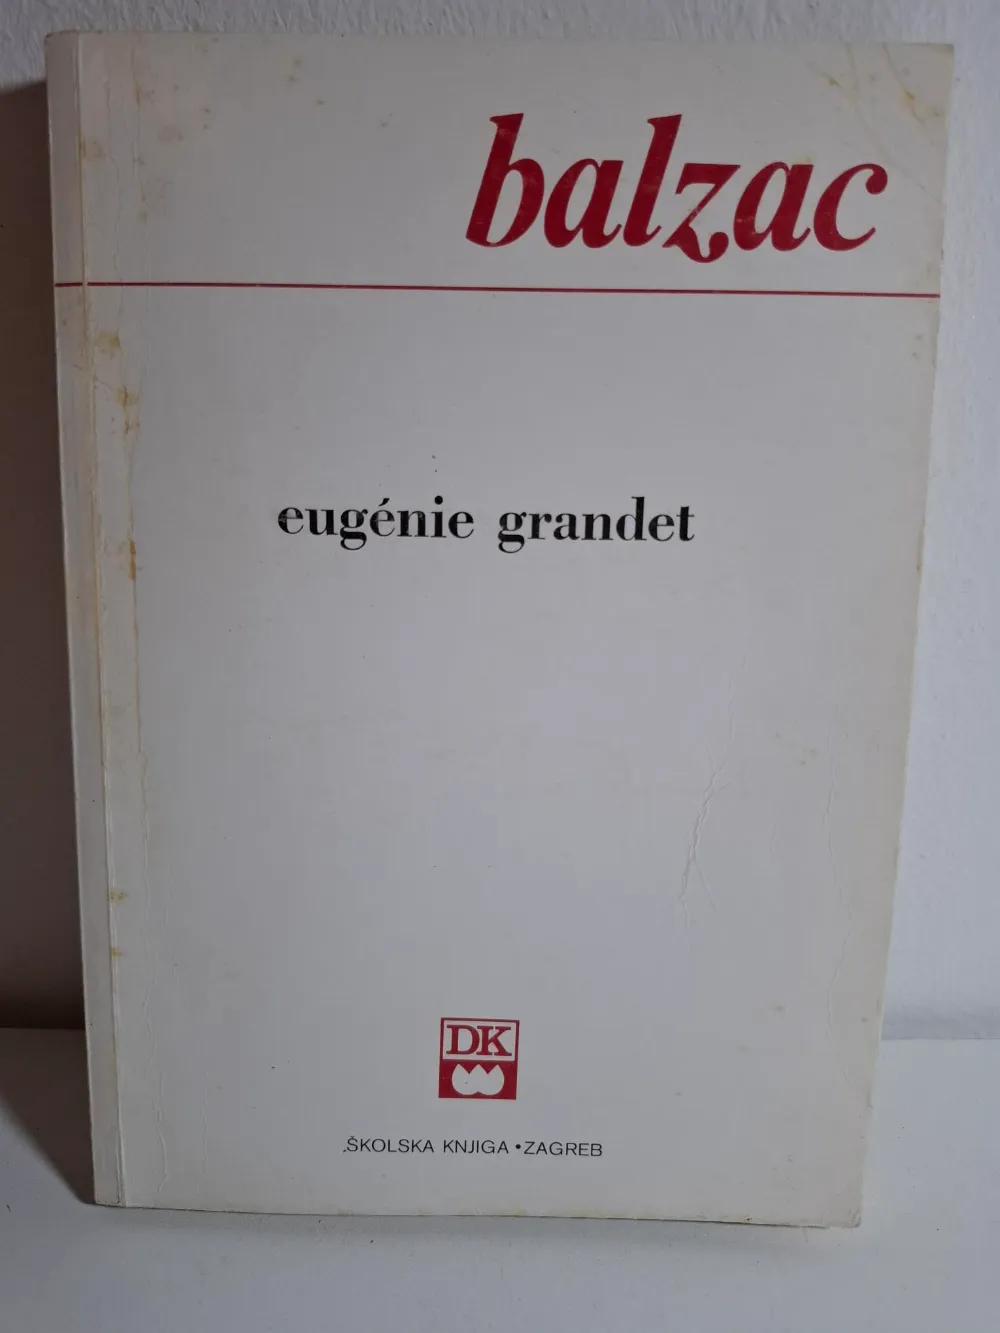 balzac
eugénie grandet
DK
ŠKOLSKA KNJIGA • ZAGREB